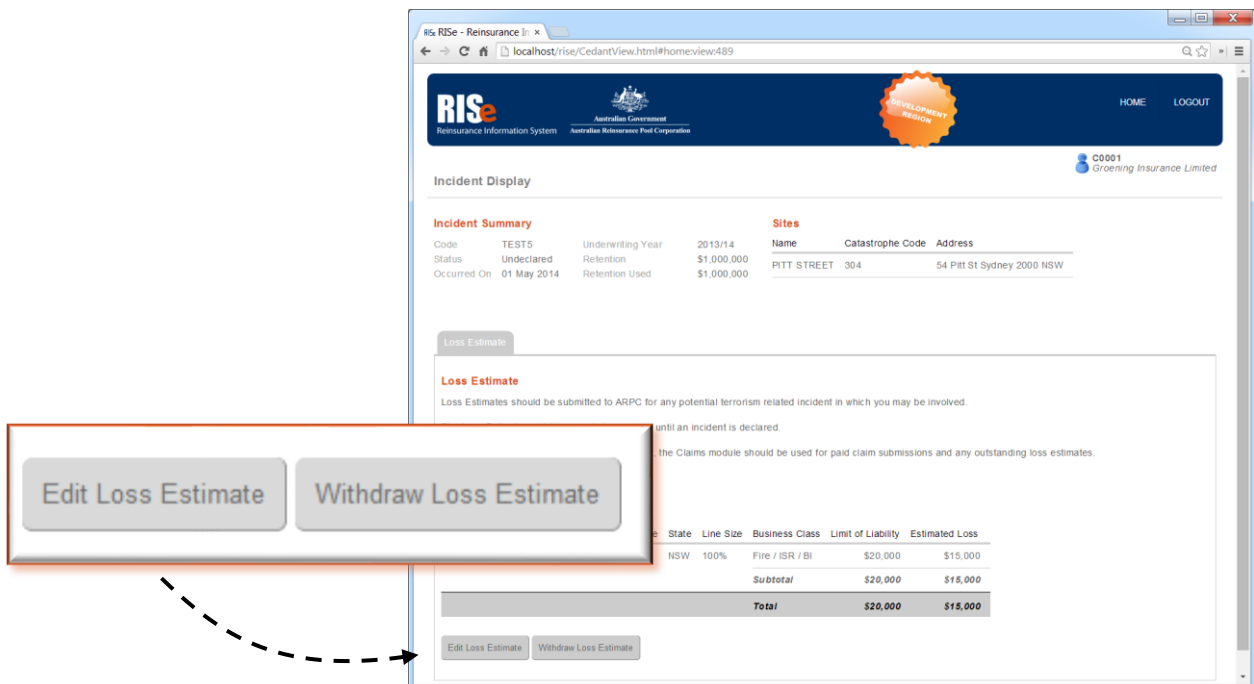 RISe RISe - Reinsurance In ×
localhost/rise/CedantView.html#home:view:489
RISe
Reinsurance Information System
Australian Government
Australian Reinsurance Pool Corporation
DEVELOPMENT
REGION
HOME LOGOUT
C0001
Groening Insurance Limited
Incident Display
Incident Summary
Code TEST5 Underwriting Year 2013/14
Status Undeclared Retention $1,000,000
Occurred On 01 May 2014 Retention Used $1,000,000
Sites
Name Catastrophe Code Address
PITT STREET 304 54 Pitt St Sydney 2000 NSW
Loss Estimate
Loss Estimate
Loss Estimates should be submitted to ARPC for any potential terrorism related incident in which you may be involved.
until an incident is declared.
the Claims module should be used for paid claim submissions and any outstanding loss estimates.
Edit Loss Estimate Withdraw Loss Estimate
e State Line Size Business Class Limit of Liability Estimated Loss
NSW 100% Fire / ISR / BI $20,000 $15,000
Subtotal $20,000 $15,000
Total $20,000 $15,000
Edit Loss Estimate Withdraw Loss Estimate